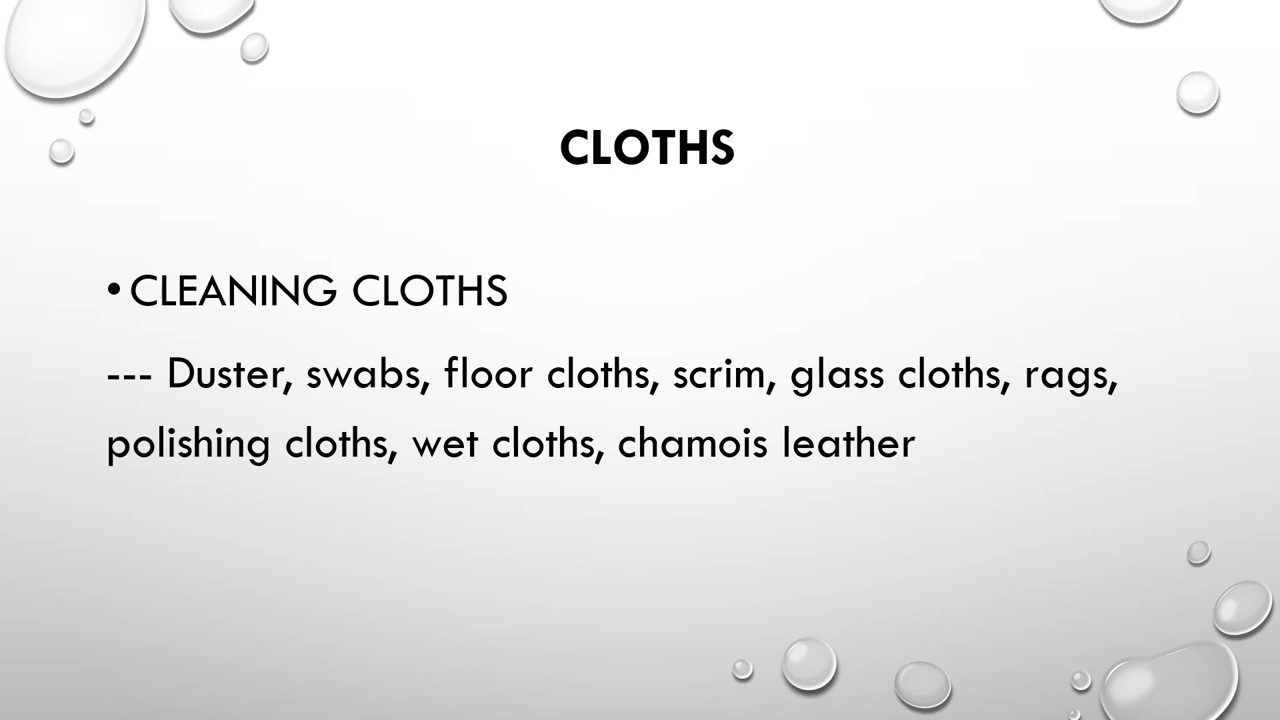 CLOTHS
• CLEANING CLOTHS
--- Duster, swabs, floor cloths, scrim, glass cloths, rags,
polishing cloths, wet cloths, chamois leather